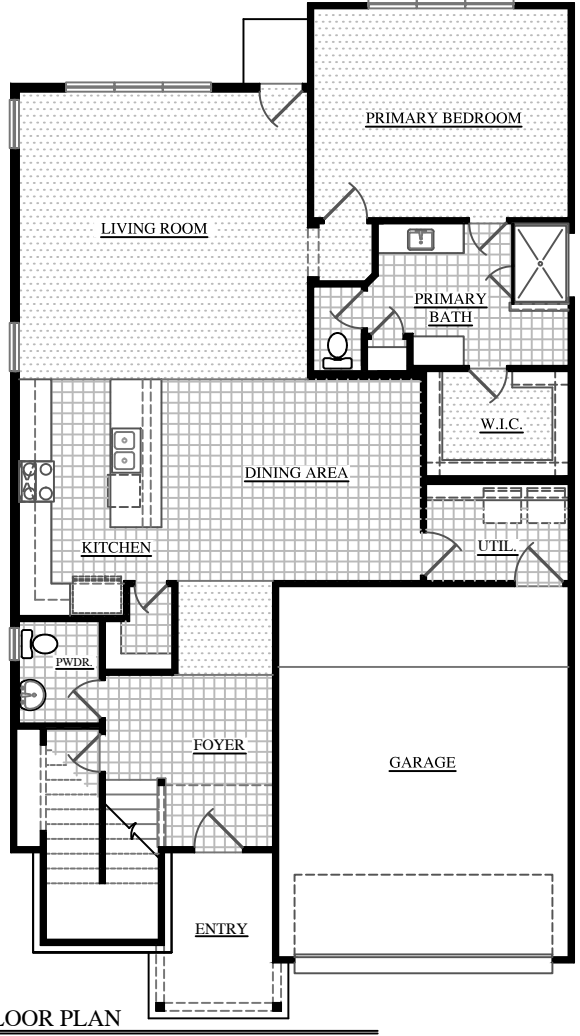 PRIMARY BEDROOM
LIVING ROOM
PRIMARY
BATH
W.I.C.
DINING AREA
KITCHEN
UTIL.
PWDR.
FOYER
GARAGE
ENTRY
LOOR PLAN